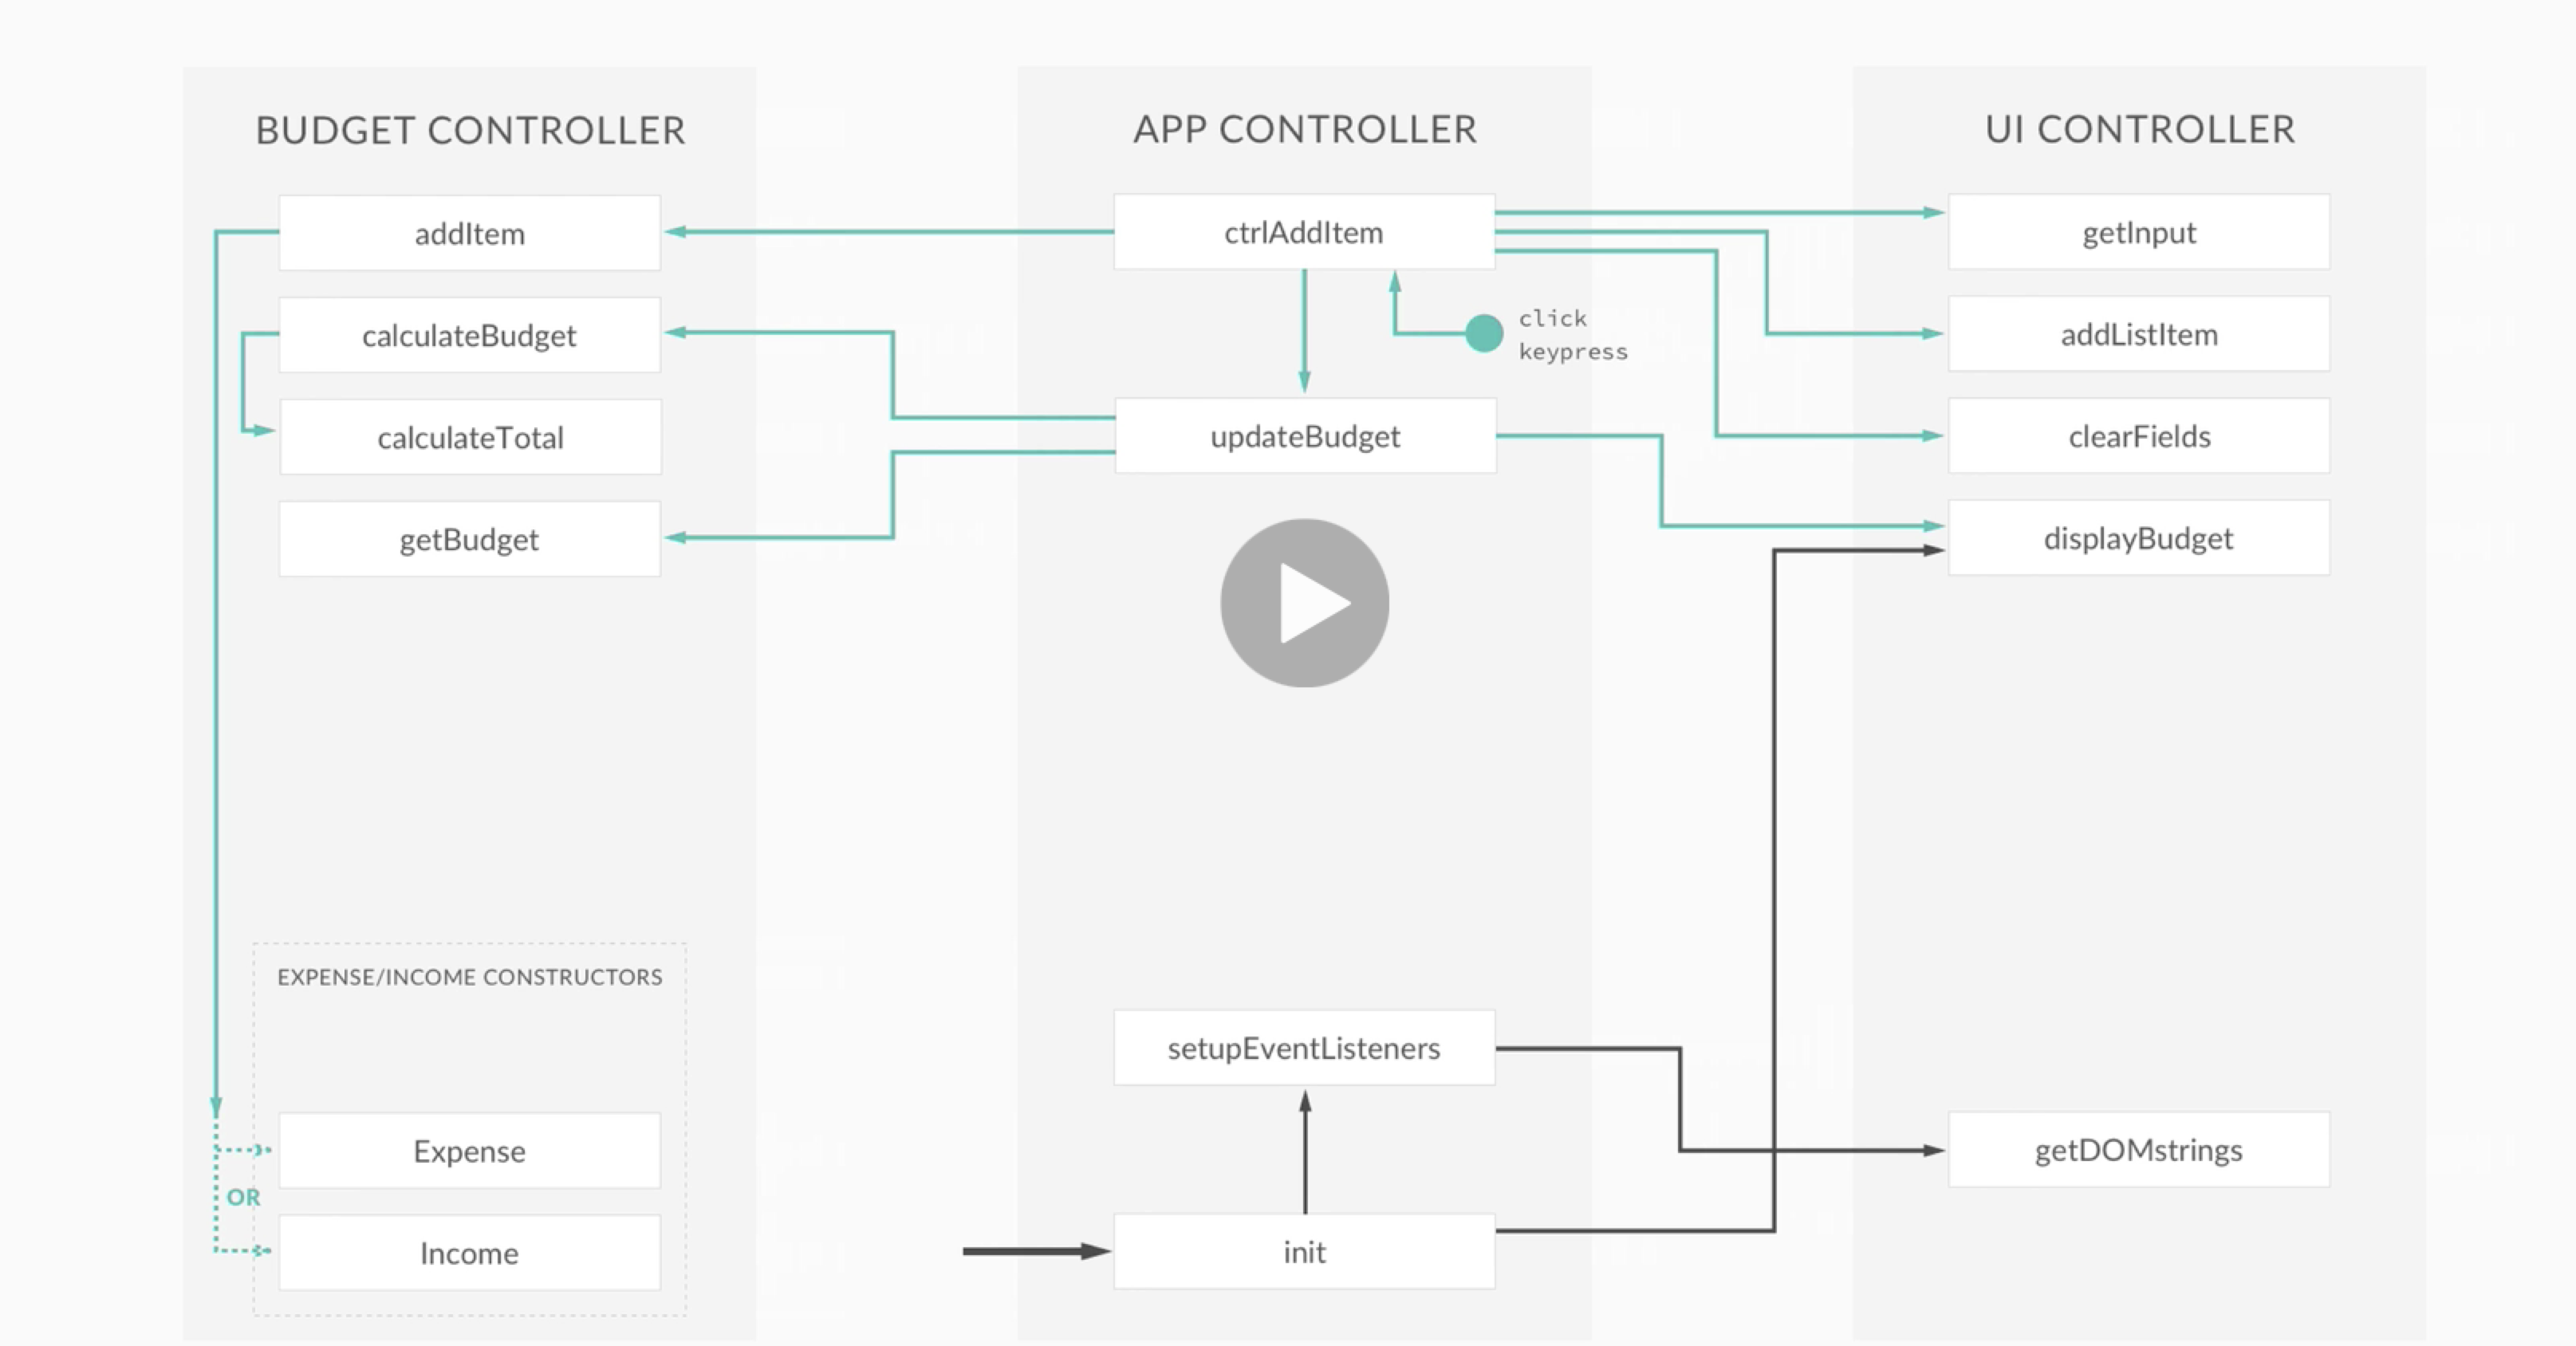 BUDGET CONTROLLER
addItem
calculateBudget
calculateTotal
getBudget
EXPENSE/INCOME CONSTRUCTORS
Expense
OR
Income
APP CONTROLLER
ctrlAddItem
click
keypress
updateBudget
setupEventListeners
init
UI CONTROLLER
getInput
addListItem
clearFields
displayBudget
getDOMstrings